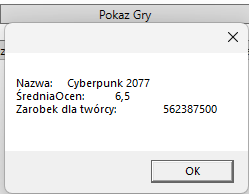 Pokaz Gry
Nazwa: Cyberpunk 2077
ŚredniaOcen: 6,5
Zarobek dla twórcy: 562387500
OK